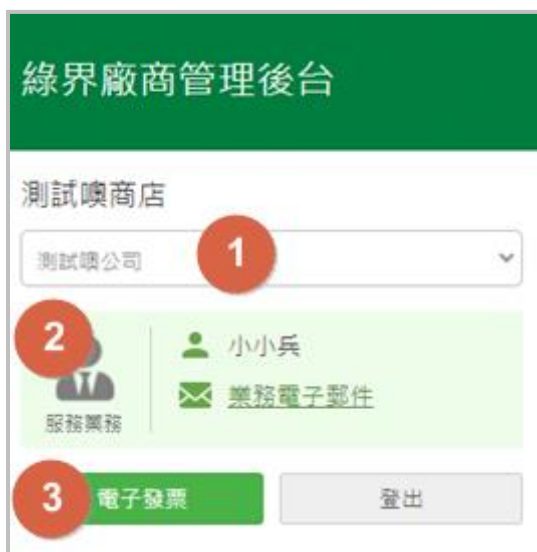 綠界廠商管理後台
測試噢商店
測試噢公司
1
2
小小兵
業務電子郵件
服務業務
3
電子發票
登出